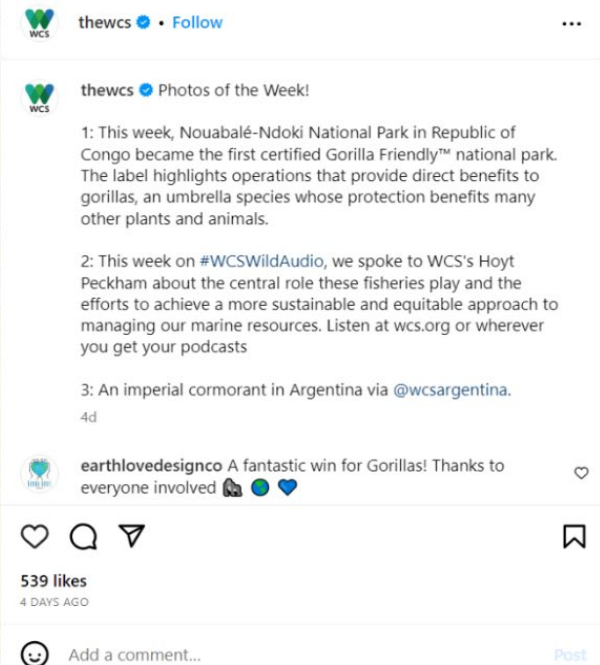 WCS
thewcs • Follow
WCS
thewcs Photos of the Week!
1: This week, Nouabalé-Ndoki National Park in Republic of
Congo became the first certified Gorilla Friendly™ national park.
The label highlights operations that provide direct benefits to
gorillas, an umbrella species whose protection benefits many
other plants and animals.
2: This week on #WCSWildAudio, we spoke to WCS's Hoyt
Peckham about the central role these fisheries play and the
efforts to achieve a more sustainable and equitable approach to
managing our marine resources. Listen at wcs.org or wherever
you get your podcasts
3: An imperial cormorant in Argentina via @wcsargentina.
4d
earthlovedesignco A fantastic win for Gorillas! Thanks to
everyone involved 🦍 🌎 💙
539 likes
4 DAYS AGO
Add a comment...
Post